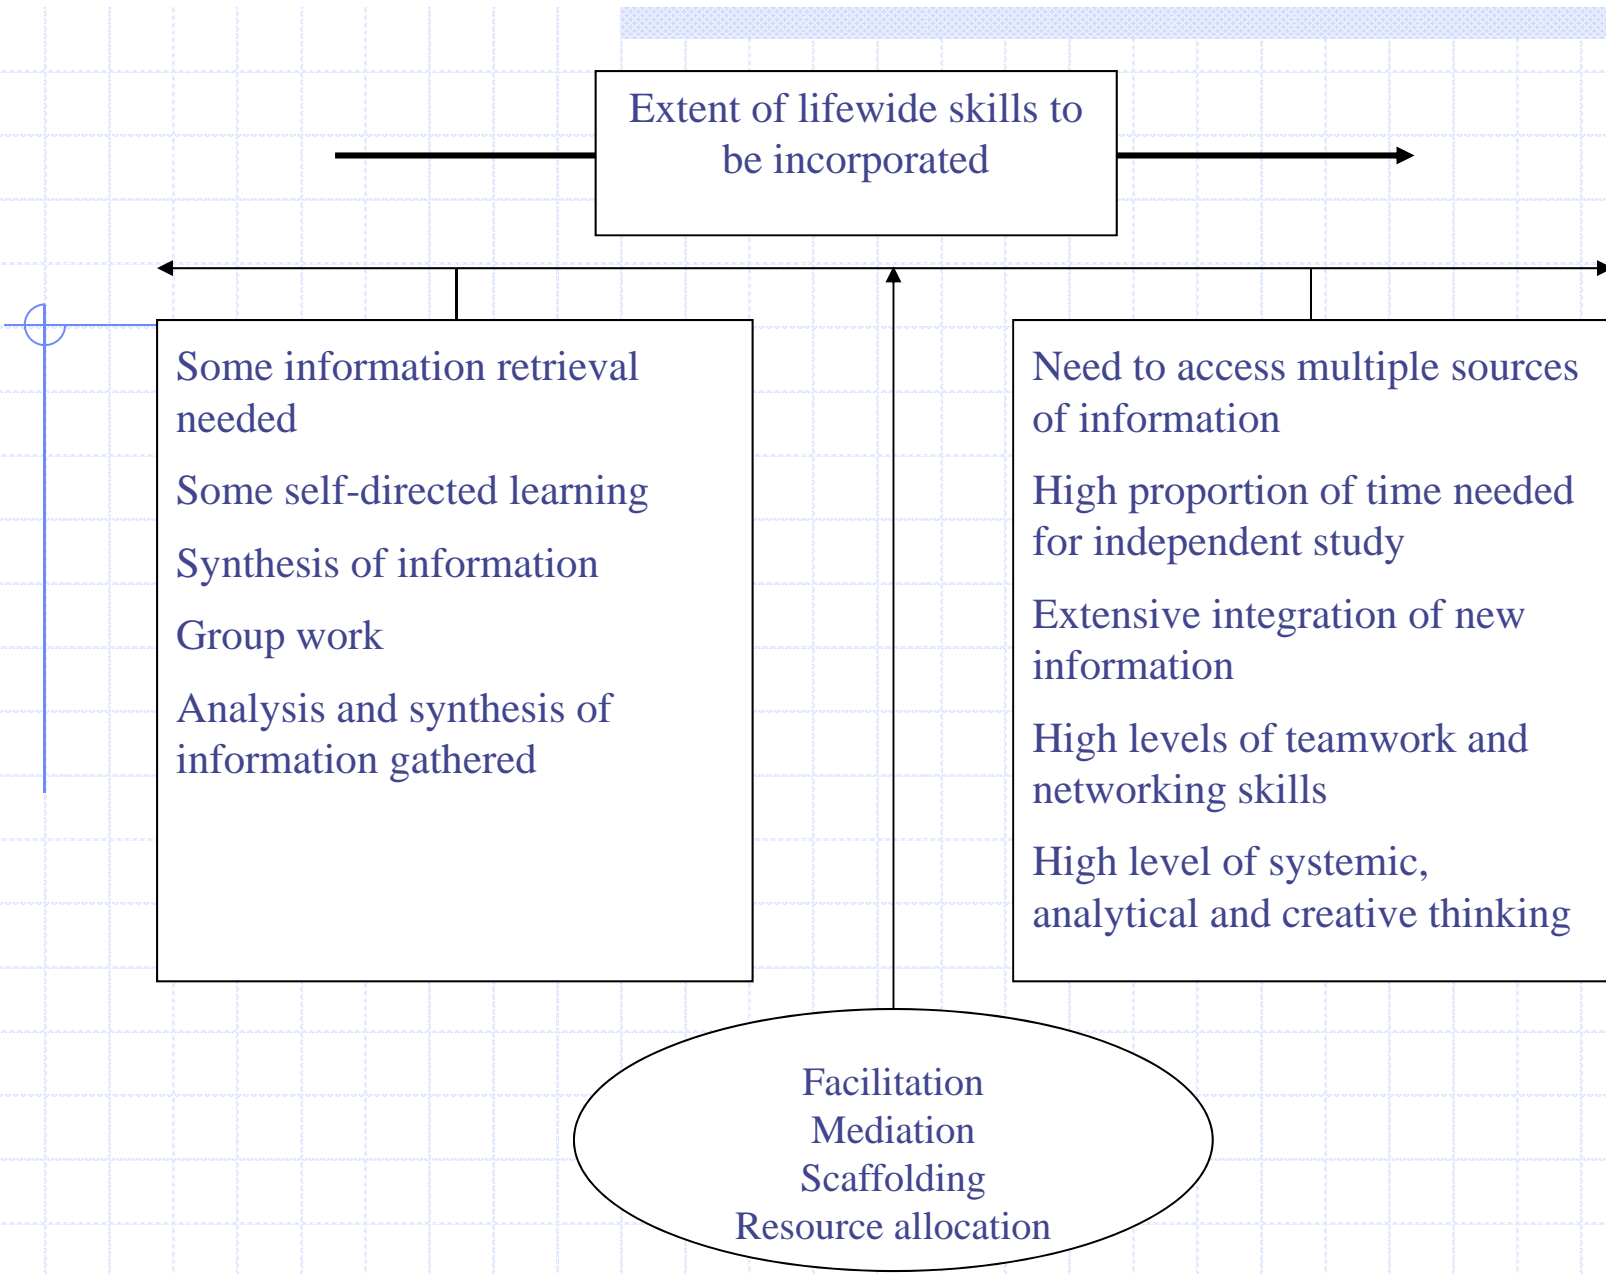 Extent of lifewide skills to
be incorporated
Some information retrieval
needed
Some self-directed learning
Synthesis of information
Group work
Analysis and synthesis of
information gathered
Need to access multiple sources
of information
High proportion of time needed
for independent study
Extensive integration of new
information
High levels of teamwork and
networking skills
High level of systemic,
analytical and creative thinking
Facilitation
Mediation
Scaffolding
Resource allocation